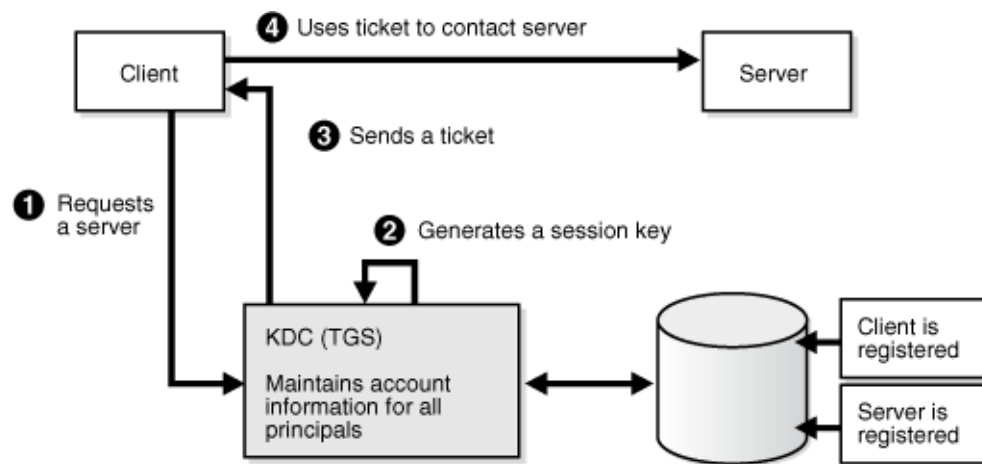 4 Uses ticket to contact server
Client
Server
3 Sends a ticket
1 Requests
a server
2 Generates a session key
KDC (TGS)
Maintains account
information for all
principals
Client is
registered
Server is
registered